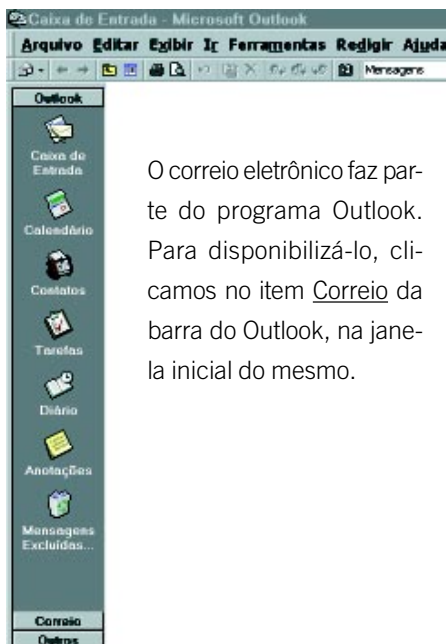 Caixa de Entrada - Microsoft Outlook
Arquivo Editar Exibir Ir Ferramentas Redigir Ajuda
Mensagens
Outlook
Caixa de
Entrada
Calendário
Contatos
Tarefas
Diário
Anotações
Mensagens
Excluídas...
Correio
Outros
O correio eletrônico faz par-
te do programa Outlook.
Para disponibilizá-lo, cli-
camos no item Correio da
barra do Outlook, na jane-
la inicial do mesmo.